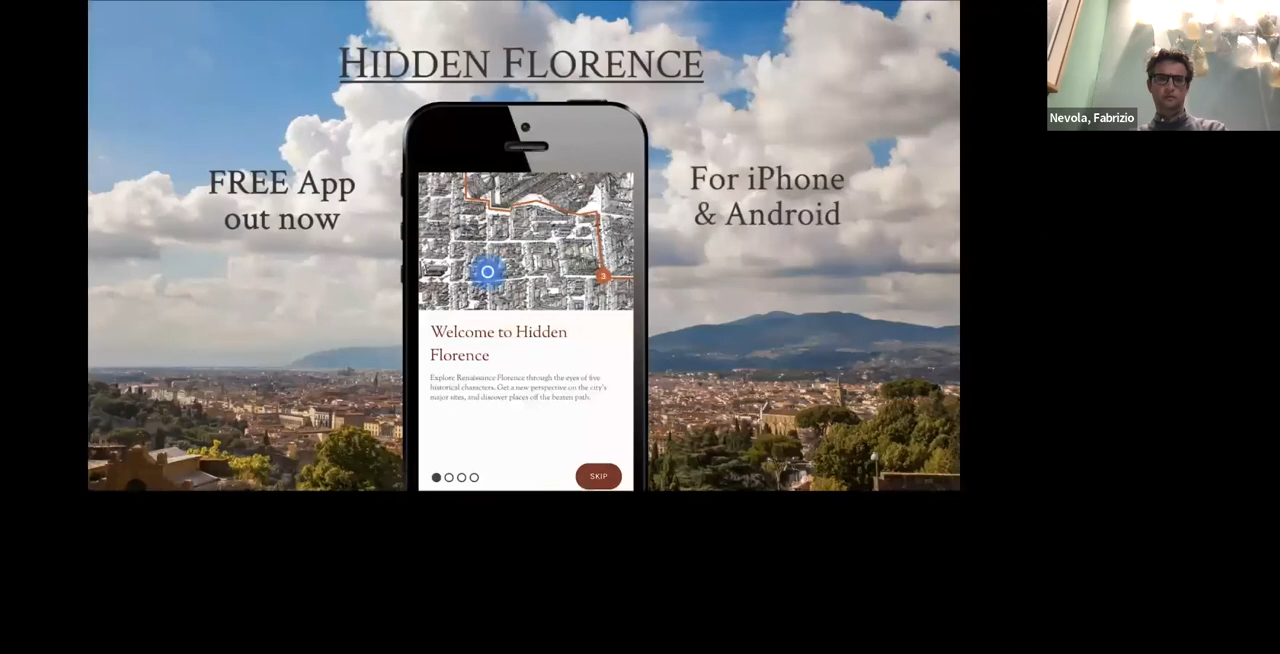 HIDDEN FLORENCE
FREE App
out now
For iPhone
& Android
3
Welcome to Hidden
Florence
Explore Renaissance Florence through the eyes of five
historical characters. Get a new perspective on the city's
major sites, and discover places off the beaten path.
SKIP
Nevola, Fabrizio